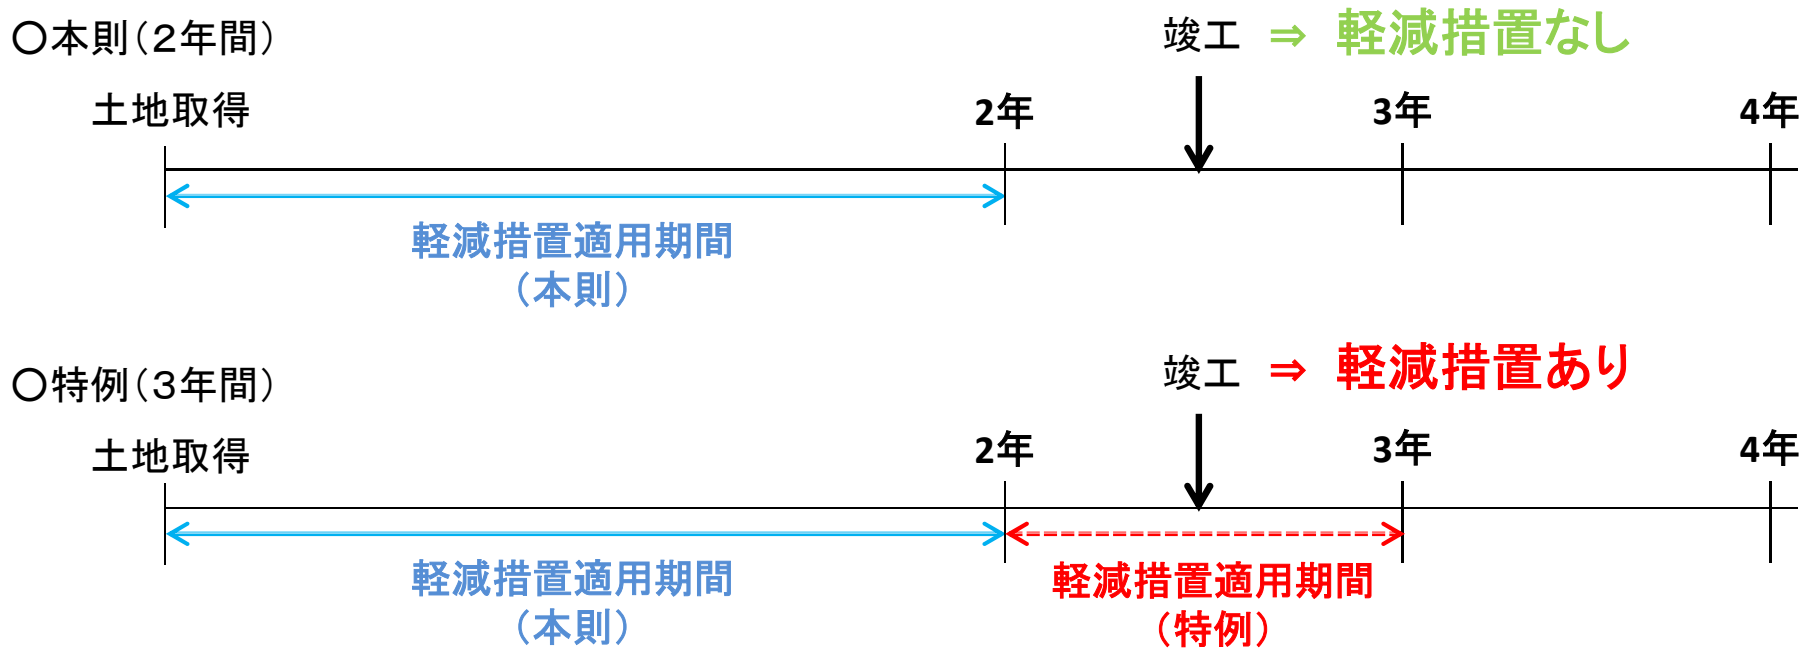 〇本則（２年間）
竣工 ⇒ 軽減措置なし
土地取得 2年 3年 4年
軽減措置適用期間
（本則）
〇特例（３年間）
竣工 ⇒ 軽減措置あり
土地取得 2年 3年 4年
軽減措置適用期間 軽減措置適用期間
（本則） （特例）